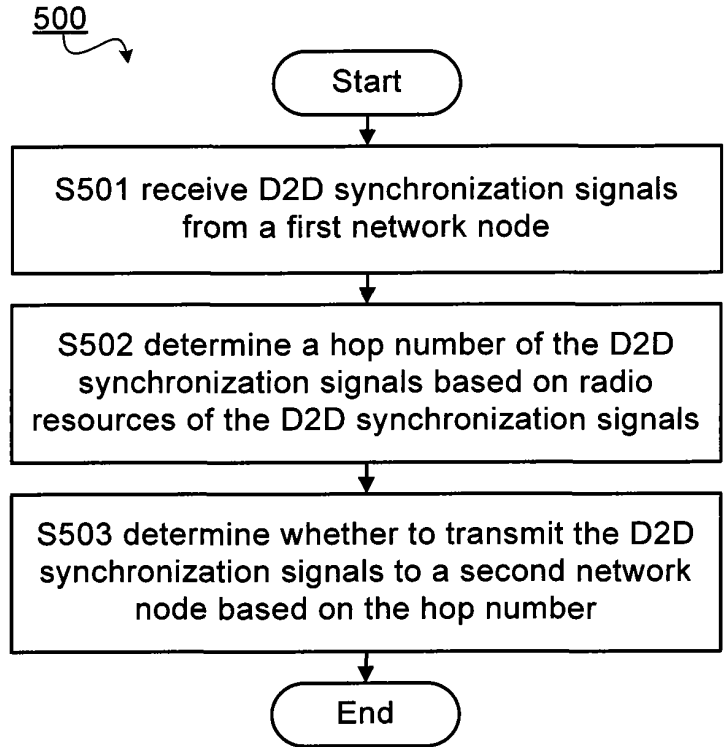 500
Start
S501 receive D2D synchronization signals
from a first network node
S502 determine a hop number of the D2D
synchronization signals based on radio
resources of the D2D synchronization signals
S503 determine whether to transmit the D2D
synchronization signals to a second network
node based on the hop number
End